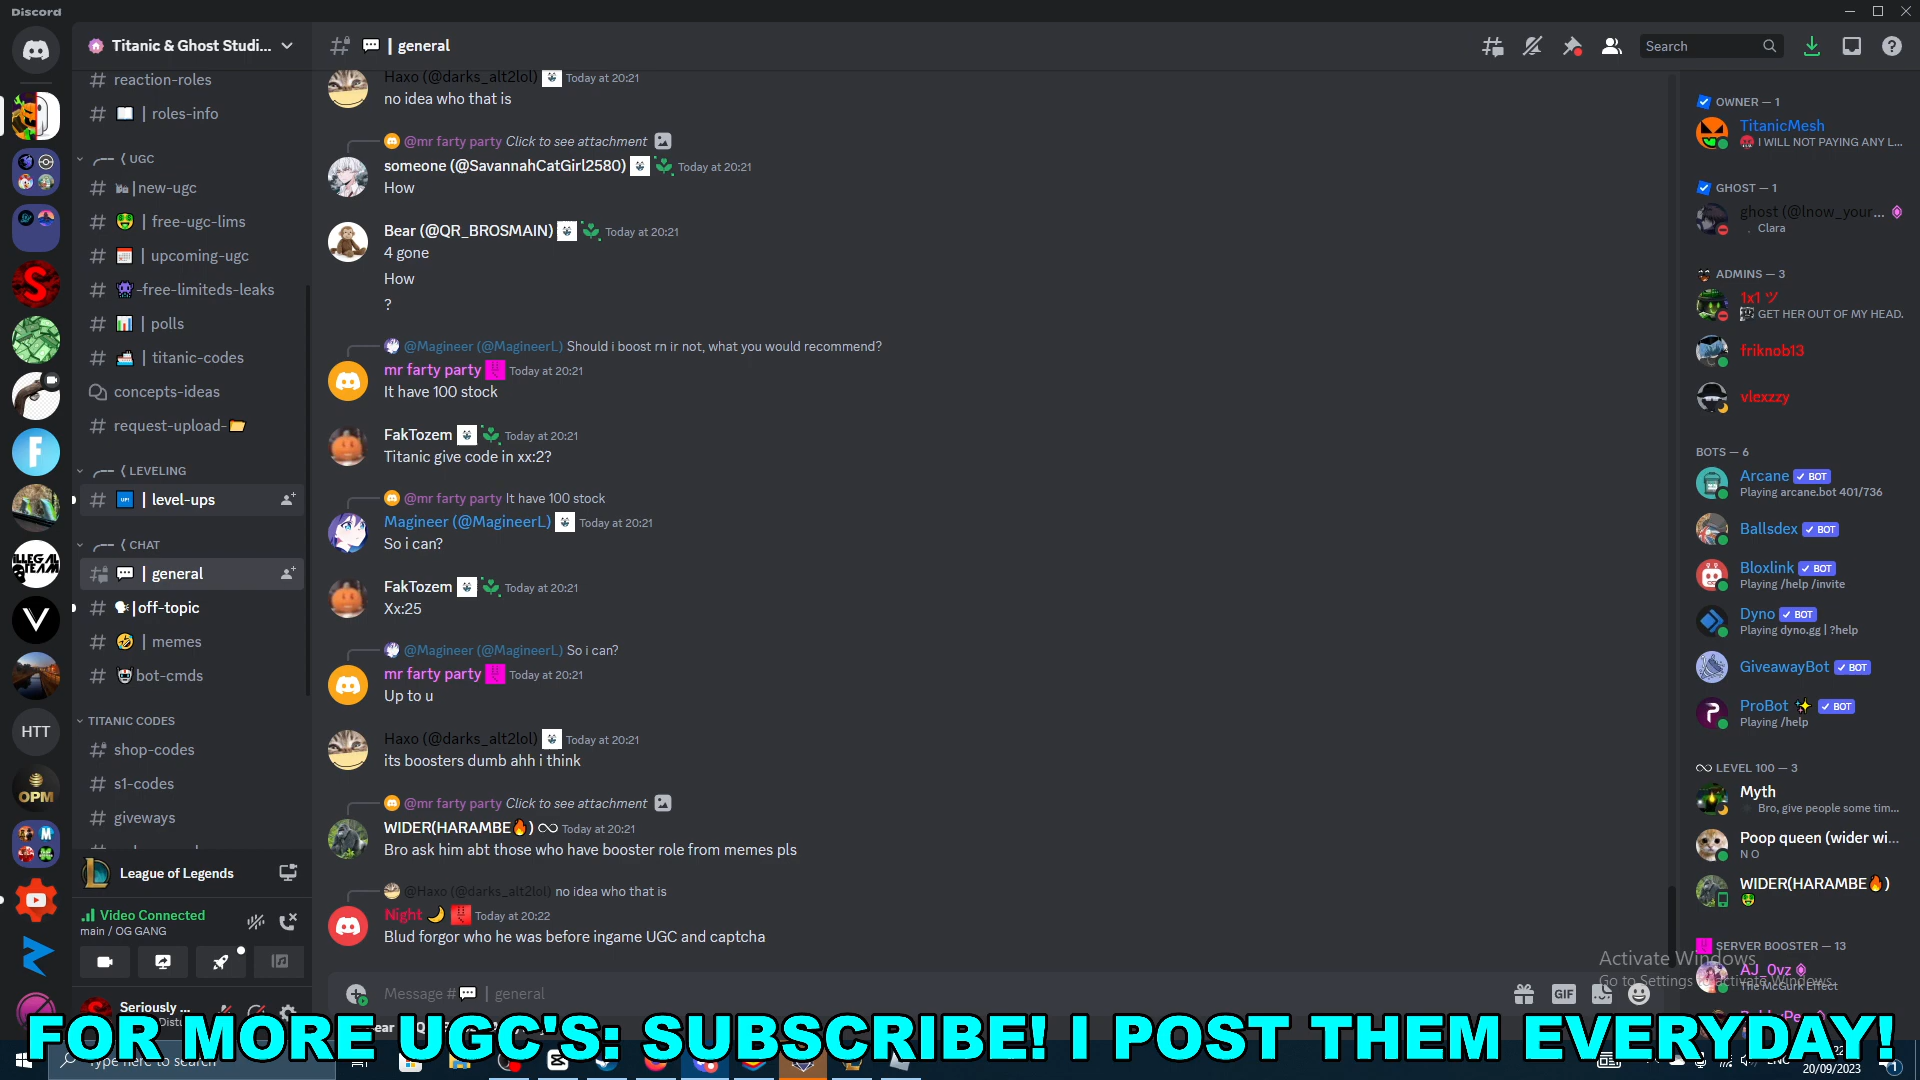 Discord
Titanic & Ghost Studi...
reaction-roles
| roles-info
UGC
|new-ugc
| free-ugc-lims
| upcoming-ugc
-free-limiteds-leaks
| polls
| titanic-codes
concepts-ideas
request-upload-
LEVELING
| level-ups
CHAT
| general
|off-topic
| memes
bot-cmds
TITANIC CODES
shop-codes
s1-codes
giveways
League of Legends
Video Connected
main / OG GANG
Seriously ...
HTT
OPM
ILLEGAL
TEAM
| general
Search
Haxo (@darks_alt2lol) Today at 20:21
no idea who that is
@mr farty party Click to see attachment
someone (@SavannahCatGirl2580) Today at 20:21
How
Bear (@QR_BROSMAIN) Today at 20:21
4 gone
How
?
@Magineer (@MagineerL) Should i boost rn ir not, what you would recommend?
mr farty party Today at 20:21
It have 100 stock
FakTozem Today at 20:21
Titanic give code in xx:2?
@mr farty party It have 100 stock
Magineer (@MagineerL) Today at 20:21
So i can?
FakTozem Today at 20:21
Xx:25
@Magineer (@MagineerL) So i can?
mr farty party Today at 20:21
Up to u
Haxo (@darks_alt2lol) Today at 20:21
its boosters dumb ahh i think
@mr farty party Click to see attachment
WIDER(HARAMBE🔥) Today at 20:21
Bro ask him abt those who have booster role from memes pls
@Haxo (@darks_alt2lol) no idea who that is
Night 🌙 Today at 20:22
Blud forgor who he was before ingame UGC and captcha
Message # | general
GIF
OWNER — 1
TitanicMesh
I WILL NOT PAYING ANY L...
GHOST — 1
ghost (@lnow_your...
Clara
ADMINS — 3
1x1 ツ
GET HER OUT OF MY HEAD.
friknob13
vlexzzy
BOTS — 6
Arcane BOT
Playing arcane.bot 401/736
Ballsdex BOT
Bloxlink BOT
Playing /help /invite
Dyno BOT
Playing dyno.gg | ?help
GiveawayBot BOT
ProBot ✨ BOT
Playing /help
LEVEL 100 — 3
Myth
Bro, give people some tim...
Poop queen (wider wi...
N O
WIDER(HARAMBE🔥)
SERVER BOOSTER — 13
AJ_0vz
The McGurk Effect
Activate Windows
Go to Settings to activate Windows.
FOR MORE UGC'S: SUBSCRIBE! I POST THEM EVERYDAY!
Type here to search
20/09/2023